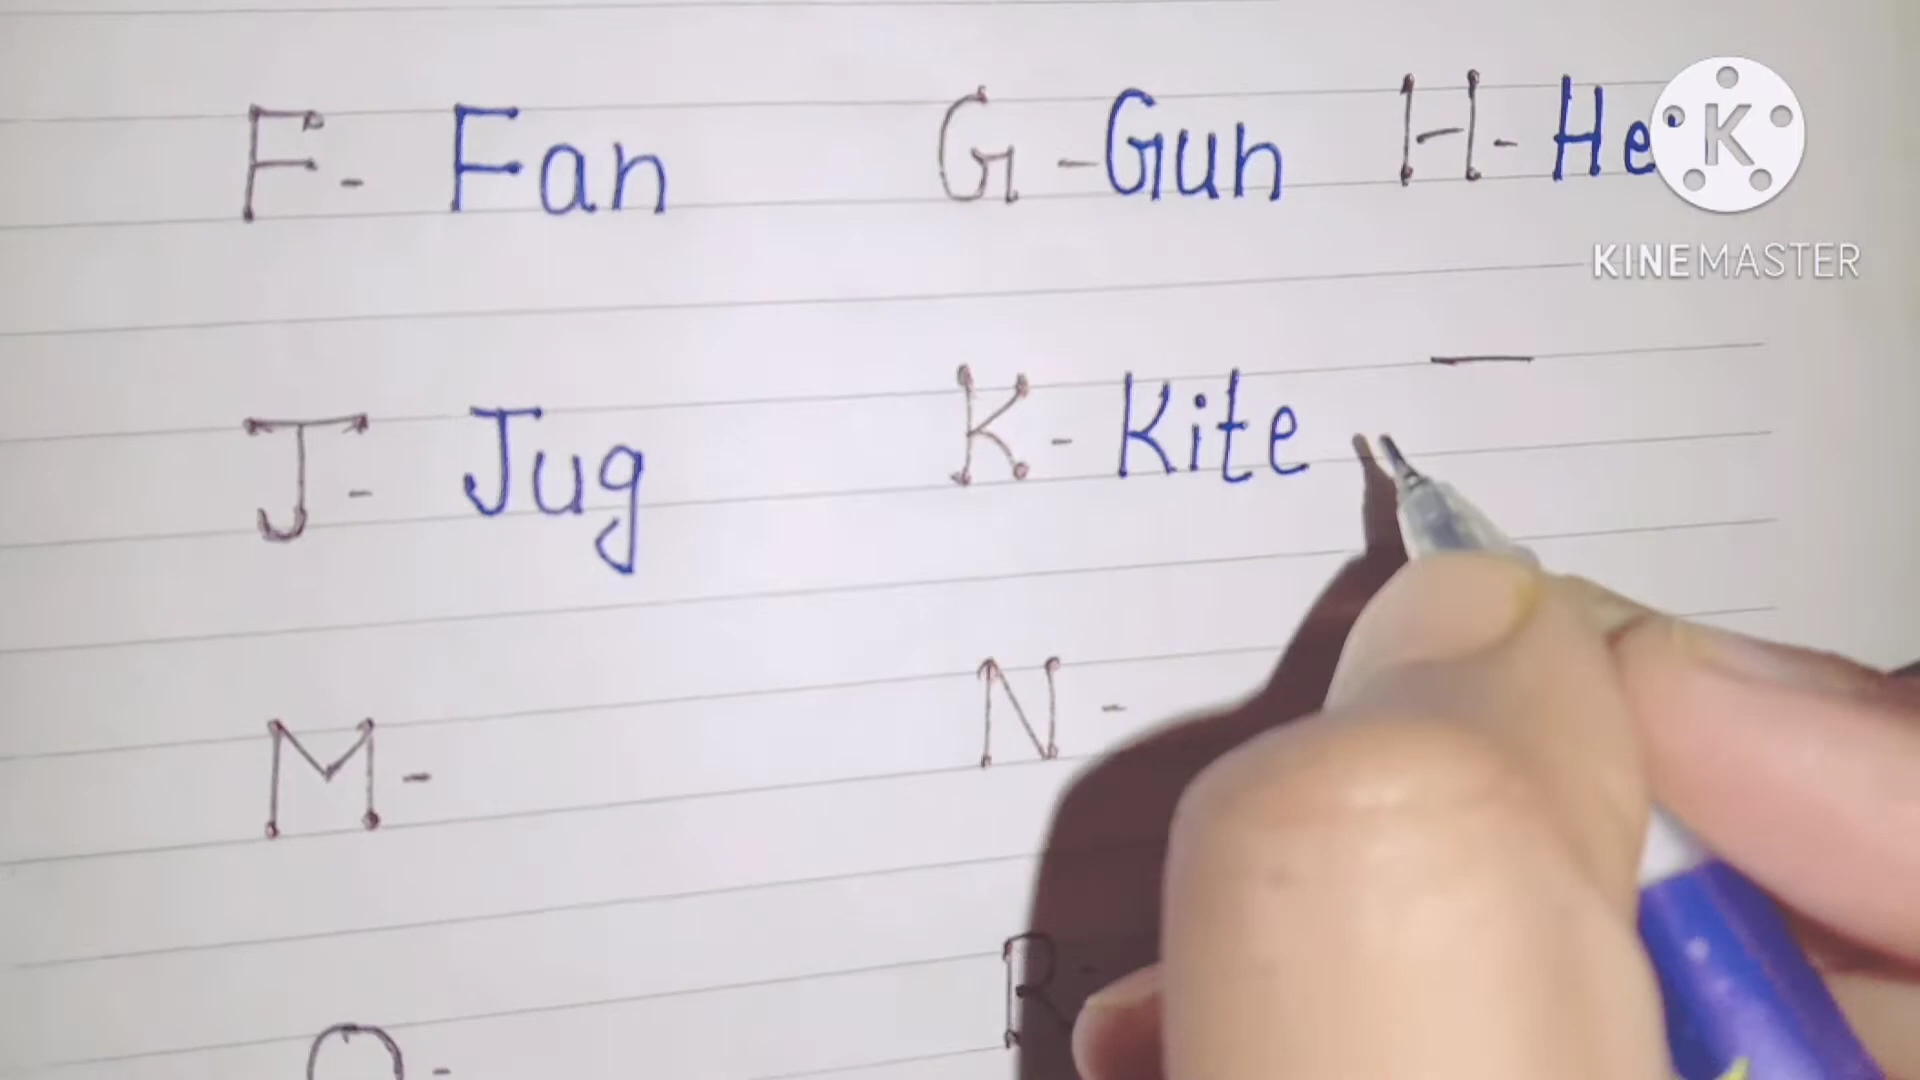 F- Fan G - Gun H - He
KINEMASTER
J - Jug K - Kite
M - N -
R -